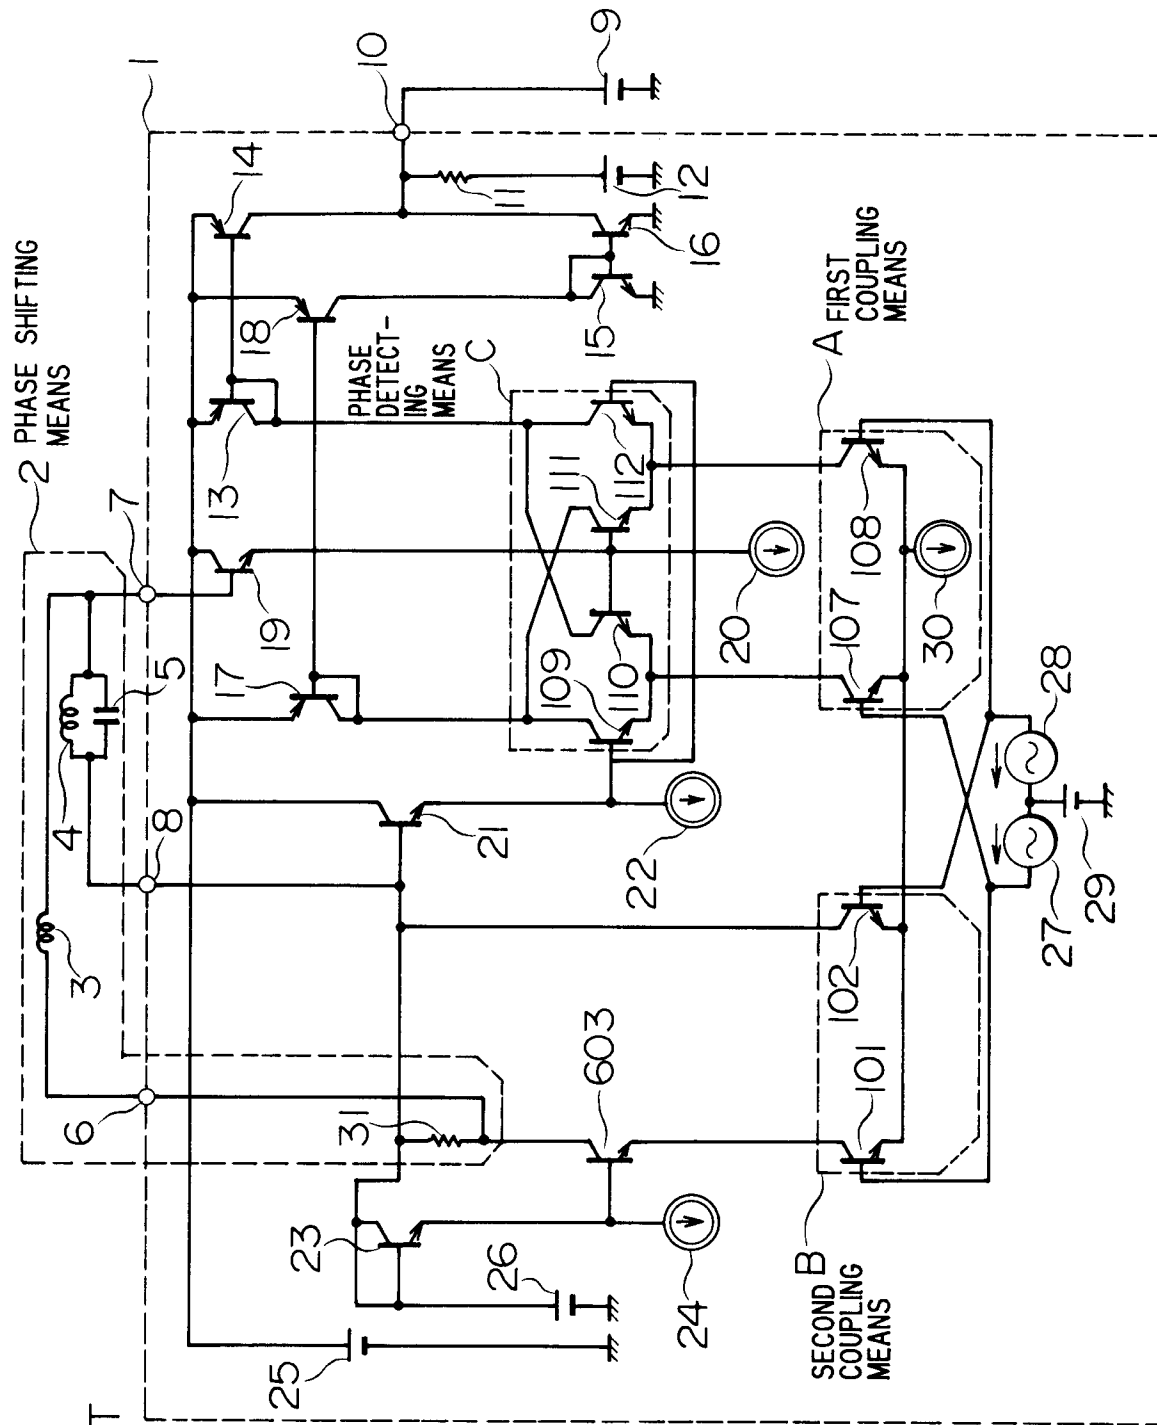 2 PHASE SHIFTING
MEANS
1
7
10
9
3
4
5
8
6
14
13
19
17
18
11
12
16
15
PHASE
DETECT-
ING
MEANS
C
111
112
109
110
21
20
22
31
603
23
26
24
25
T
A FIRST
COUPLING
MEANS
108
107
30
102
101
B
SECOND
COUPLING
MEANS
28
27
29